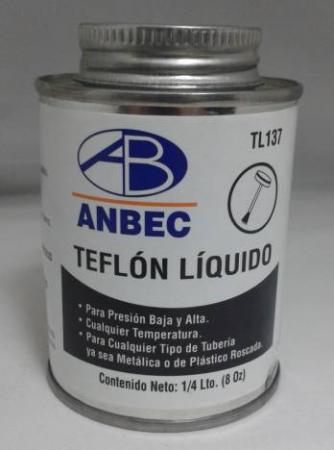 TL137
AB
ANBEC
TEFLÓN LÍQUIDO
• Para Presión Baja y Alta.
• Cualquier Temperatura.
• Para Cualquier Tipo de Tubería
ya sea Metálica o de Plástico Roscada.
Contenido Neto: 1/4 Lto. (8 Oz)